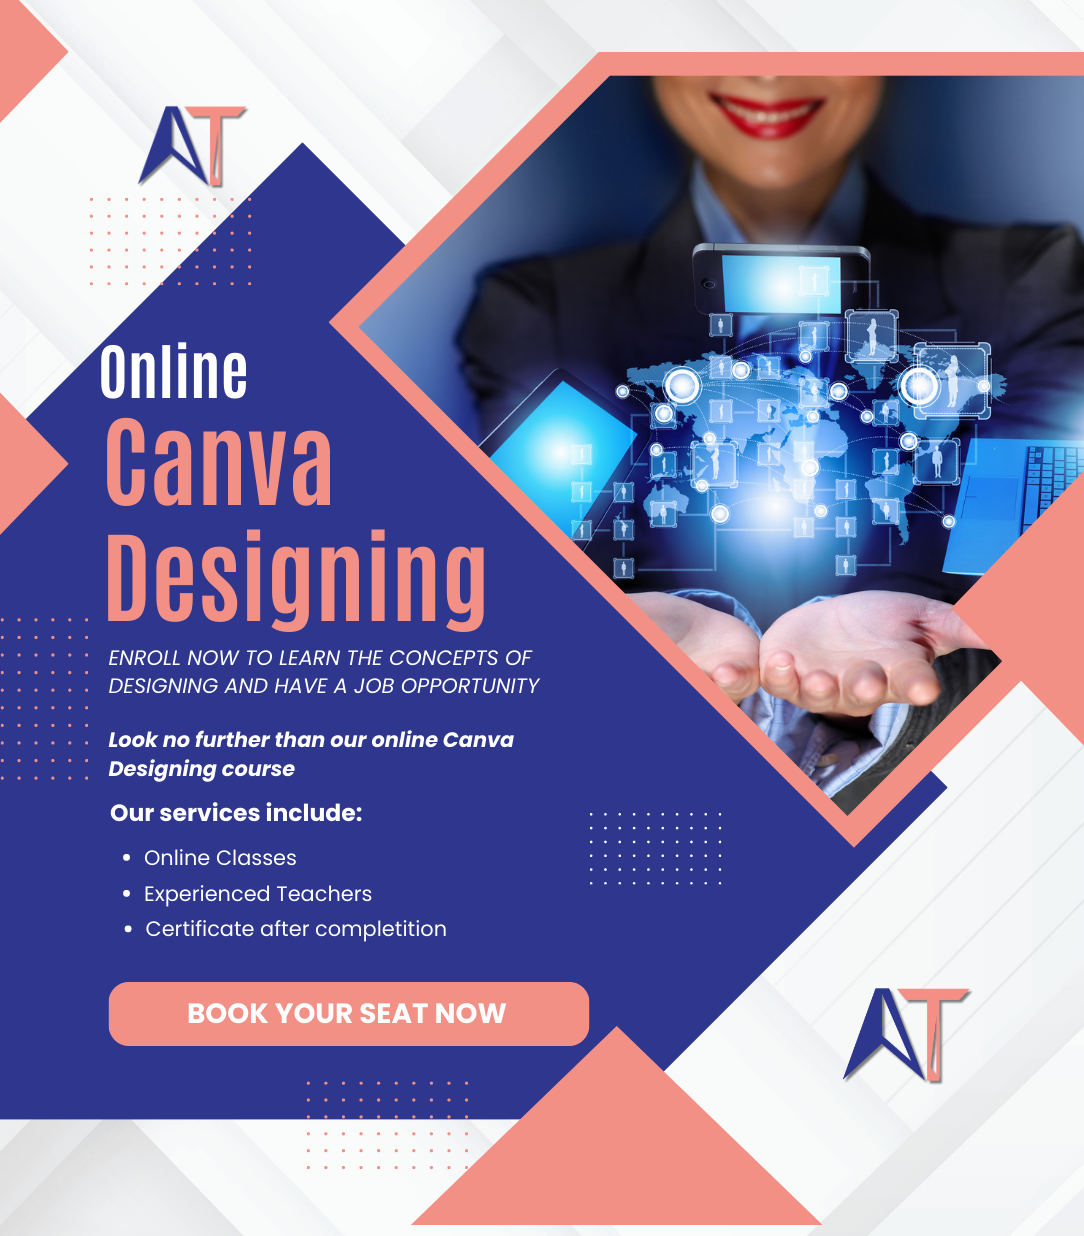 AT
Online
Canva
Designing
ENROLL NOW TO LEARN THE CONCEPTS OF
DESIGNING AND HAVE A JOB OPPORTUNITY
Look no further than our online Canva
Designing course
Our services include:
• Online Classes
• Experienced Teachers
• Certificate after completition
BOOK YOUR SEAT NOW
AT